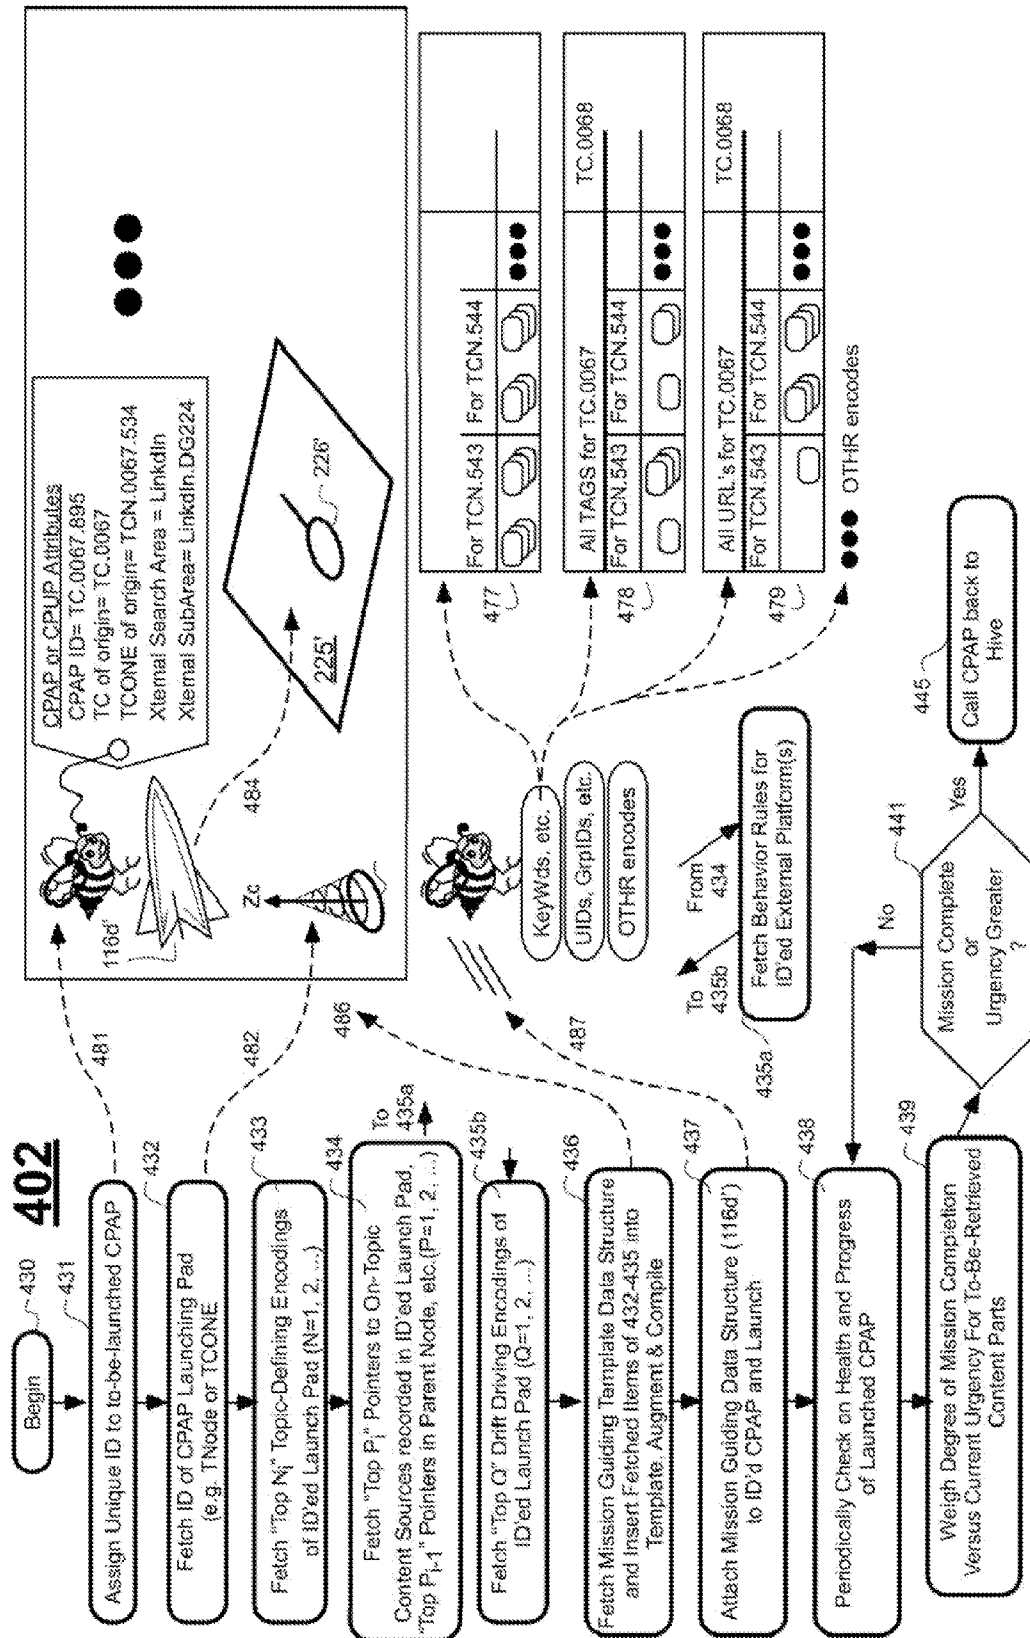 402
Begin
430
431
Assign Unique ID to to-be-launched CPAP
432
Fetch ID of CPAP Launching Pad
(e.g. TNode or TCONE
433
Fetch "Top Ni" Topic-Defining Encodings
of ID'ed Launch Pad (N=1, 2, ...)
434
Fetch "Top Pi" Pointers to On-Topic
Content Sources recorded in ID'ed Launch Pad,
"Top Pi-1" Pointers in Parent Node, etc.(P=1, 2, ...)
To
435a
435b
Fetch "Top Q" Drift Driving Encodings of
ID'ed Launch Pad (Q=1, 2, ...)
436
Fetch Mission Guiding Template Data Structure
and Insert Fetched Items of 432-435 into
Template, Augment & Compile
437
Attach Mission Guiding Data Structure (116d')
to ID'd CPAP and Launch
438
Periodically Check on Health and Progress
of Launched CPAP
439
Weigh Degree of Mission Completion
Versus Current Urgency For To-Be-Retrieved
Content Parts
441
Mission Complete
or
Urgency Greater
?
No
Yes
445
Call CPAP back to
Hive
481
482
484
486
487
116d'
Zc
CPAP or CPUP Attributes
CPAP ID= TC.0067.895
TC of origin= TC.0067
TCONE of origin= TCN.0067.534
Xternal Search Area = LinkdIn
Xternal SubArea= LinkdIn.DG224
225'
226'
KeyWds, etc.
UIDs, GrpIDs, etc.
OTHR encodes
To
435b
From
434
Fetch Behavior Rules for
ID'ed External Platform(s)
435a
477
For TCN.543 For TCN.544
478
All TAGS for TC.0067 TC.0068
For TCN.543 For TCN.544
479
All URL's for TC.0067 TC.0068
For TCN.543 For TCN.544
OTHR encodes